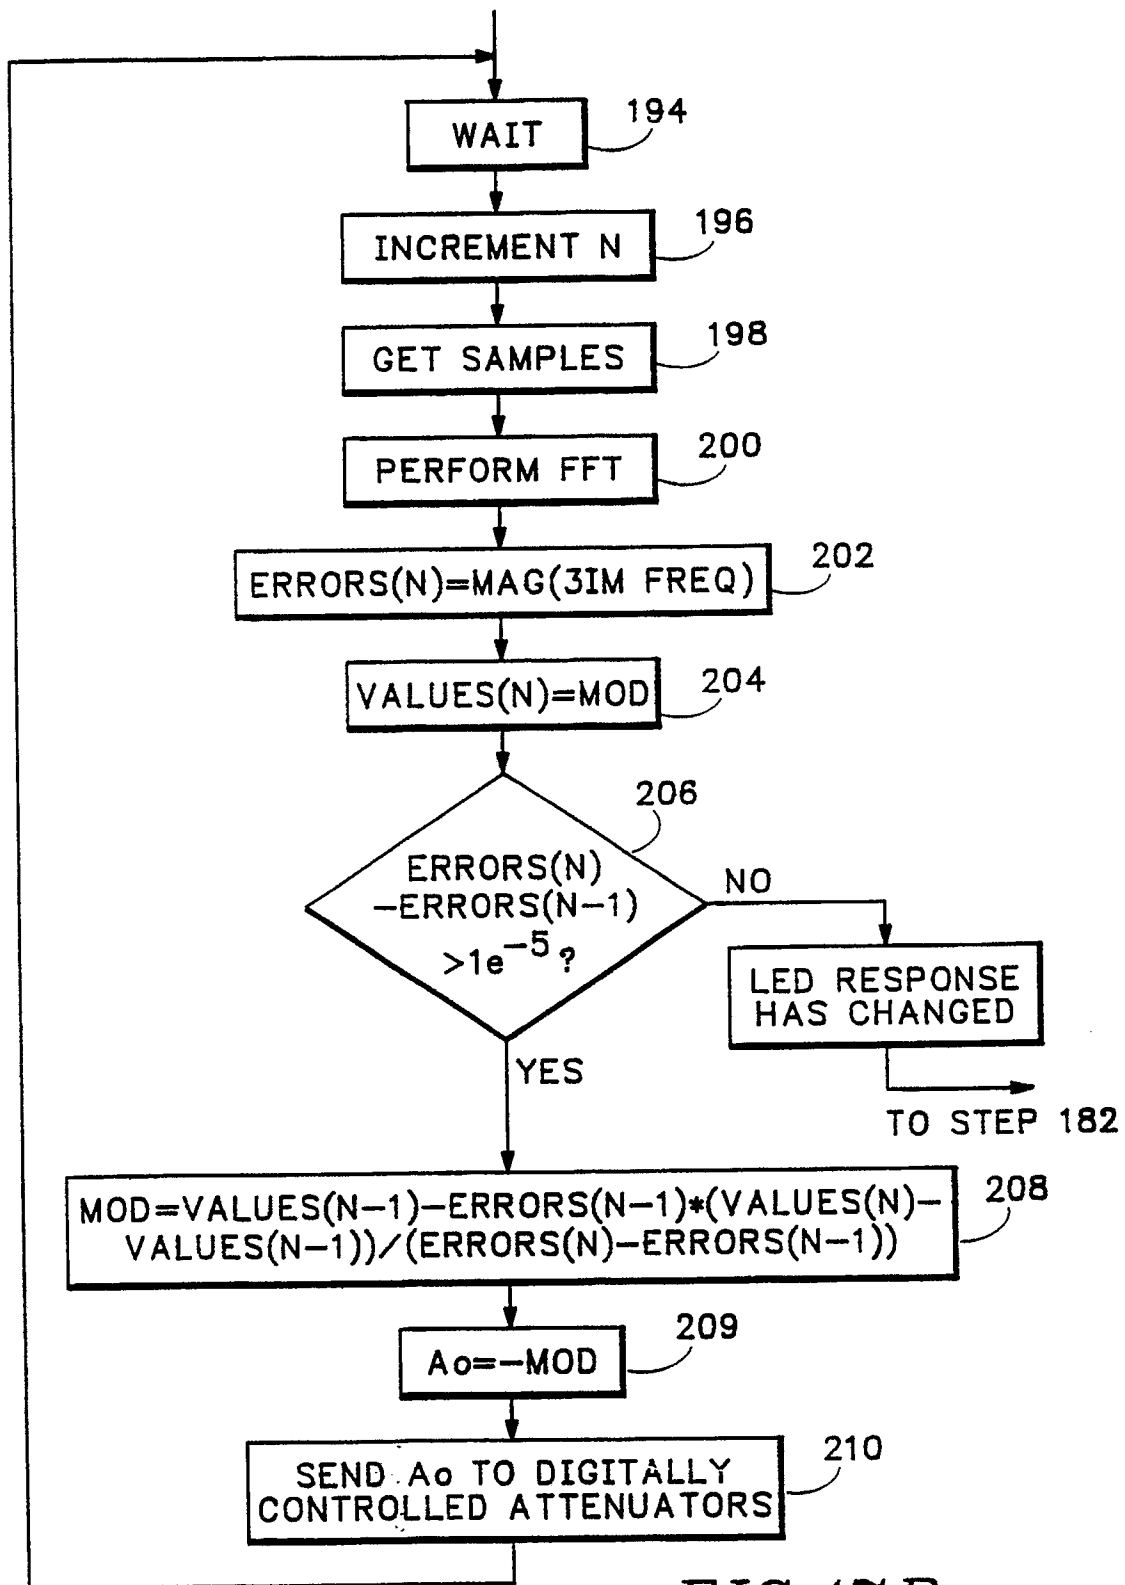 WAIT
194
INCREMENT N
196
GET SAMPLES
198
PERFORM FFT
200
ERRORS(N)=MAG(3IM FREQ)
202
VALUES(N)=MOD
204
206
ERRORS(N)
-ERRORS(N-1)
>1e-5?
NO
LED RESPONSE
HAS CHANGED
YES
TO STEP 182
MOD=VALUES(N-1)-ERRORS(N-1)*(VALUES(N)-
VALUES(N-1))/(ERRORS(N)-ERRORS(N-1))
208
Ao=-MOD
209
SEND Ao TO DIGITALLY
CONTROLLED ATTENUATORS
210